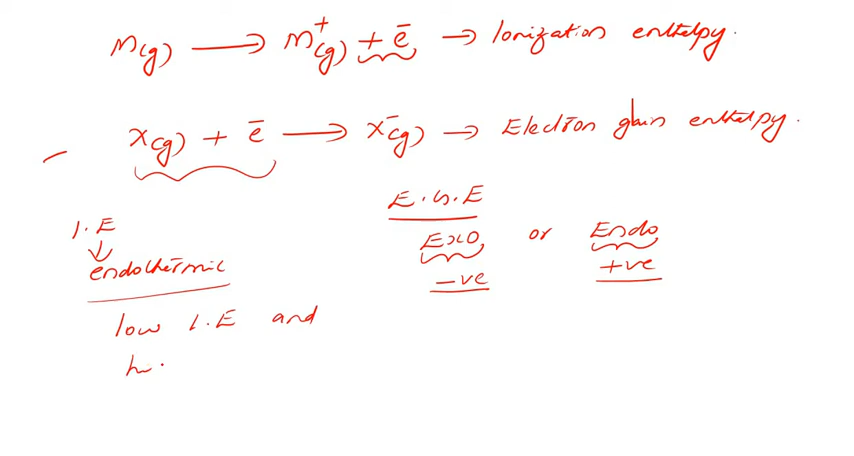 M(g) → M⁺(g) + ē → Ionization enthalpy.
X(g) + ē → X⁻(g) → Electron gain enthalpy.
I.E
↓
endothermic
low I.E and
E.G.E
Exo or Endo
-ve +ve